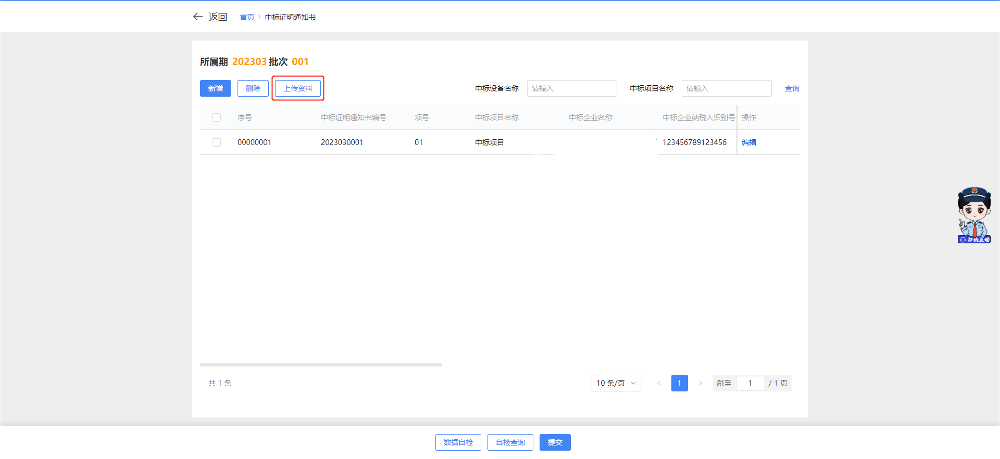 返回 首页 > 中标证明通知书
所属期 202303 批次 001
新增 删除 上传资料 中标设备名称 请输入 中标项目名称 请输入 查询
序号 中标证明通知书编号 项号 中标项目名称 中标企业名称 中标企业纳税人识别号 操作
00000001 2023030001 01 中标项目 123456789123456 编辑
征纳互动
共 1 条 10 条/页 1 跳至 1 / 1 页
数据自检 自检查询 提交